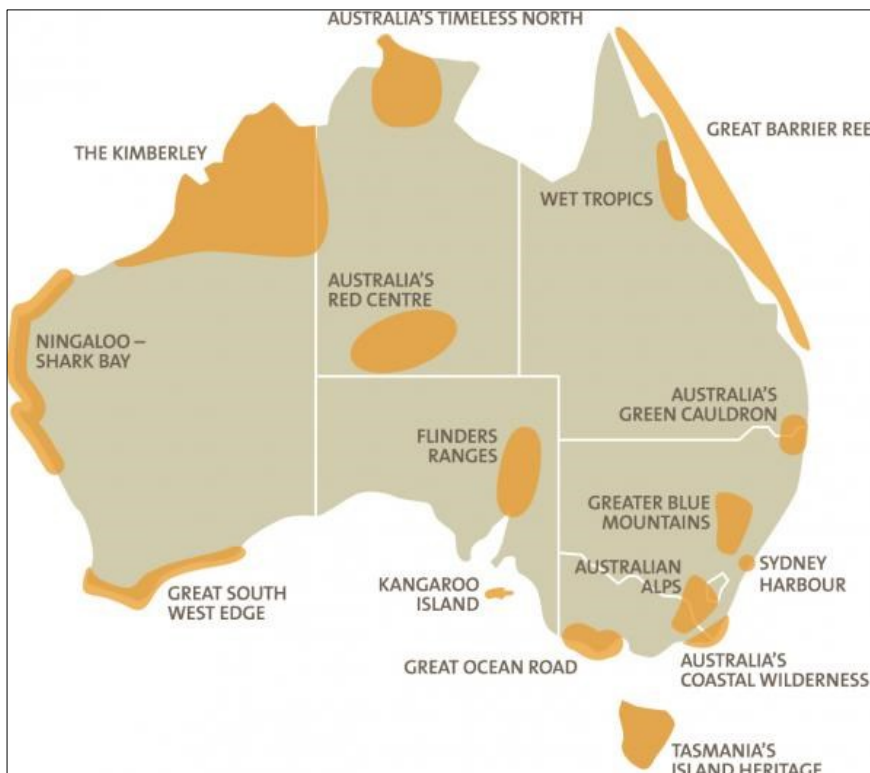 AUSTRALIA'S TIMELESS NORTH
GREAT BARRIER REE
THE KIMBERLEY
WET TROPICS
AUSTRALIA'S
RED CENTRE
NINGALOO –
SHARK BAY
AUSTRALIA'S
GREEN CAULDRON
FLINDERS
RANGES
GREATER BLUE
MOUNTAINS
SYDNEY
HARBOUR
AUSTRALIAN
ALPS
GREAT SOUTH
WEST EDGE
KANGAROO
ISLAND
GREAT OCEAN ROAD
AUSTRALIA'S
COASTAL WILDERNESS
TASMANIA'S
ISLAND HERITAGE